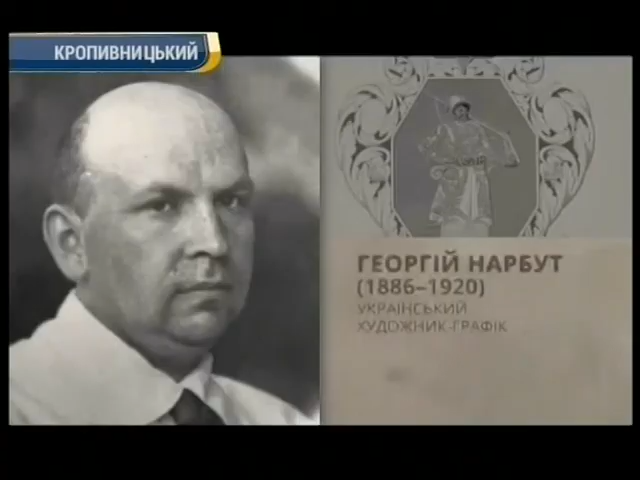 КРОПИВНИЦЬКИЙ
ГЕОРГІЙ НАРБУТ
(1886–1920)
УКРАЇНСЬКИЙ
ХУДОЖНИК-ГРАФІК